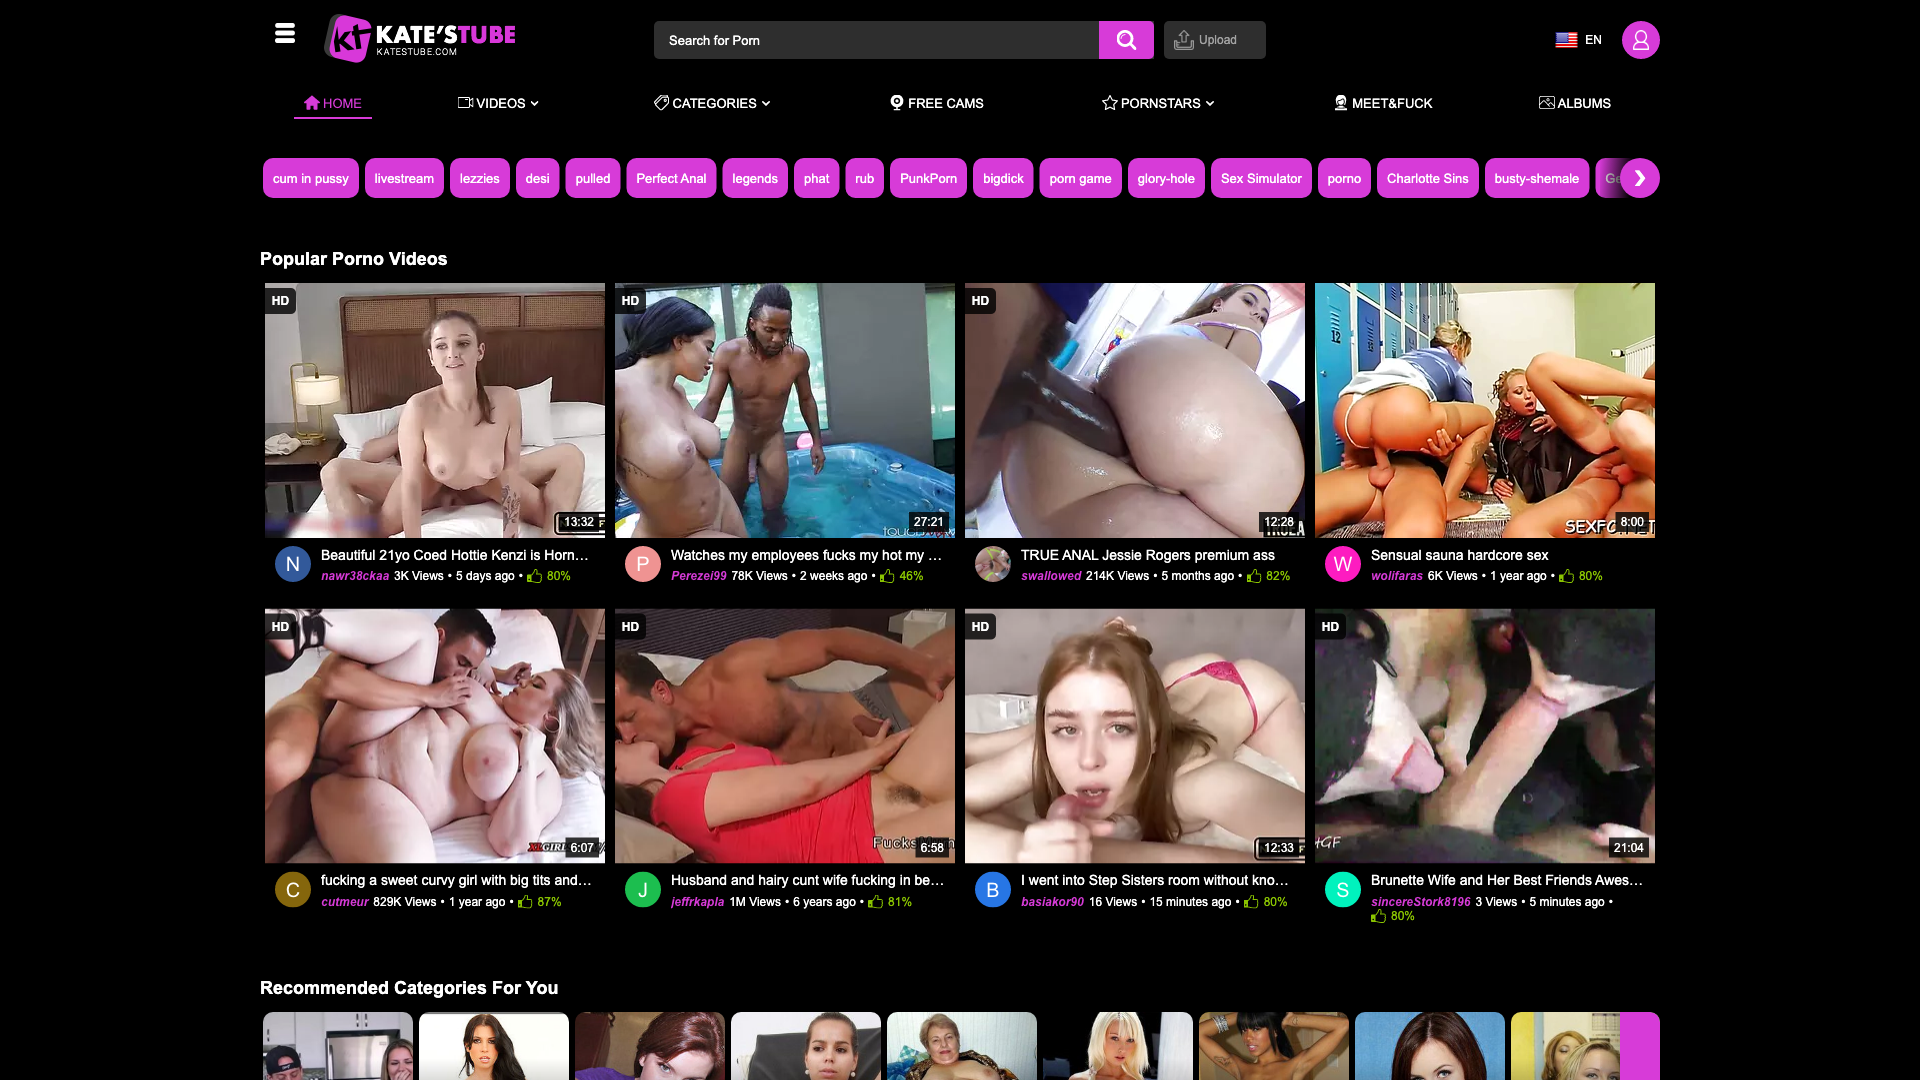 KATE'STUBE
KATESTUBE.COM
Search for Porn
Upload
EN
HOME
VIDEOS
CATEGORIES
FREE CAMS
PORNSTARS
MEET&FUCK
ALBUMS
cum in pussy
livestream
lezzies
desi
pulled
Perfect Anal
legends
phat
rub
PunkPorn
bigdick
porn game
glory-hole
Sex Simulator
porno
Charlotte Sins
busty-shemale
Popular Porno Videos
HD
13:32
HD
27:21
HD
12:28
8:00
N
Beautiful 21yo Coed Hottie Kenzi is Horn…
nawr38ckaa 3K Views • 5 days ago • 80%
P
Watches my employees fucks my hot my …
Perezei99 78K Views • 2 weeks ago • 46%
TRUE ANAL Jessie Rogers premium ass
swallowed 214K Views • 5 months ago • 82%
W
Sensual sauna hardcore sex
wolifaras 6K Views • 1 year ago • 80%
HD
6:07
HD
6:58
HD
12:33
HD
21:04
C
fucking a sweet curvy girl with big tits and…
cutmeur 829K Views • 1 year ago • 87%
J
Husband and hairy cunt wife fucking in be…
jeffrkapla 1M Views • 6 years ago • 81%
B
I went into Step Sisters room without kno…
basiakor90 16 Views • 15 minutes ago • 80%
S
Brunette Wife and Her Best Friends Awes…
sincereStork8196 3 Views • 5 minutes ago •
80%
Recommended Categories For You